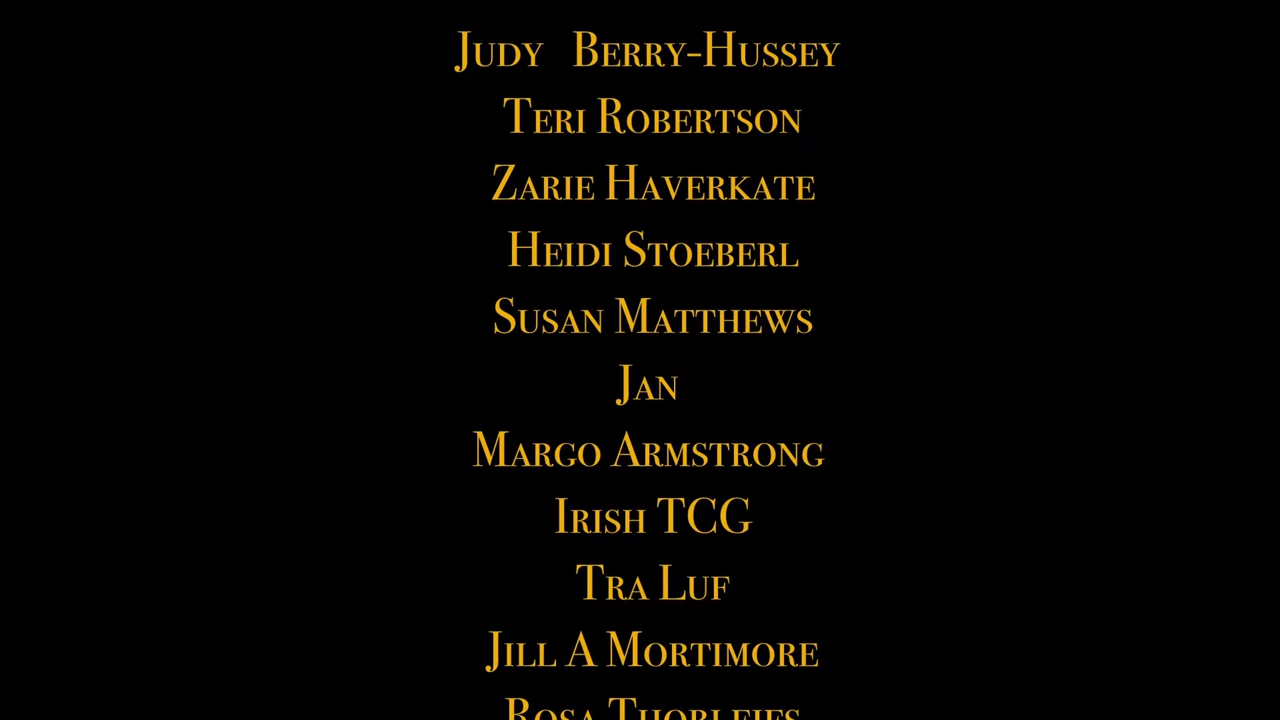 Judy Berry-Hussey
Teri Robertson
Zarie Haverkate
Heidi Stoeberl
Susan Matthews
Jan
Margo Armstrong
Irish TCG
Tra Luf
Jill A Mortimore
Rosa